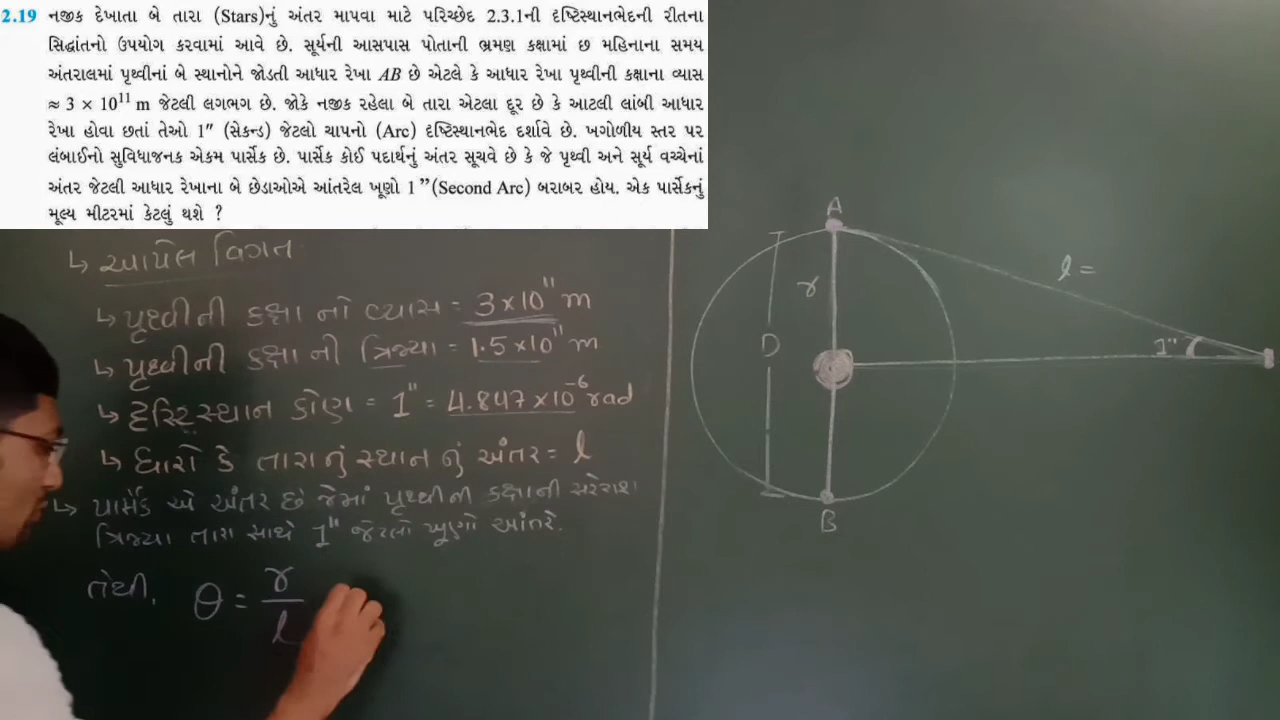 2.19 નજીક દેખાતા બે તારા (Stars)નું અંતર માપવા માટે પરિચ્છેદ 2.3.1ની દૃષ્ટિસ્થાનભેદની રીતના
સિદ્ધાંતનો ઉપયોગ કરવામાં આવે છે. સૂર્યની આસપાસ પોતાની ભ્રમણ કક્ષામાં છ મહિનાના સમય
અંતરાલમાં પૃથ્વીનાં બે સ્થાનોને જોડતી આધાર રેખા AB છે એટલે કે આધાર રેખા પૃથ્વીની કક્ષાના વ્યાસ
≈ 3 × 10¹¹ m જેટલી લગભગ છે. જોકે નજીક રહેલા બે તારા એટલા દૂર છે કે આટલી લાંબી આધાર
રેખા હોવા છતાં તેઓ 1″ (સેકન્ડ) જેટલો ચાપનો (Arc) દૃષ્ટિસ્થાનભેદ દર્શાવે છે. ખગોળીય સ્તર પર
લંબાઈનો સુવિધાજનક એકમ પાર્સેક છે. પાર્સેક કોઈ પદાર્થનું અંતર સૂચવે છે કે જે પૃથ્વી અને સૂર્ય વચ્ચેનાં
અંતર જેટલી આધાર રેખાના બે છેડાઓએ આંતરેલ ખૂણો 1 ”(Second Arc) બરાબર હોય. એક પાર્સેકનું
મૂલ્ય મીટરમાં કેટલું થશે ?
↳ આપેલ વિગત
↳ પૃથ્વીની કક્ષા નો વ્યાસ = 3×10¹¹ m
↳ પૃથ્વીની કક્ષા ની ત્રિજ્યા = 1.5×10¹¹ m
↳ દ્રષ્ટિસ્થાન કોણ = 1" = 4.847×10⁻⁶ rad
↳ ધારો કે તારાનું સ્થાન નું અંતર = l
↳ પાર્સેક એ અંતર છે જેમાં પૃથ્વીની કક્ષાની સરેરાશ
ત્રિજ્યા તારા સાથે 1" જેટલો ખૂણો આંતરે.
તેથી, θ = r/l
A
r
l =
D
1"
B